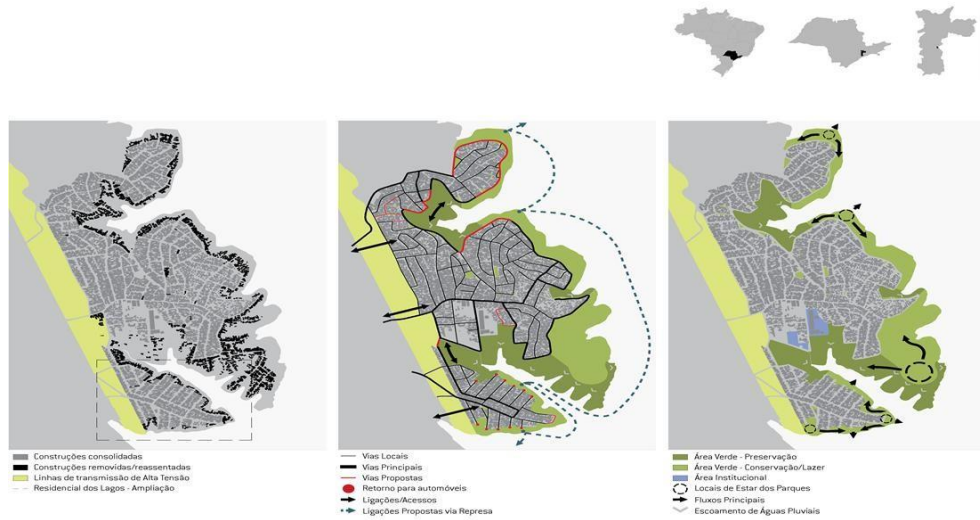 Construções consolidadas
Construções removidas/reassentadas
Linhas de transmissão de Alta Tensão
Residencial dos Lagos - Ampliação
Vias Locais
Vias Principais
Vias Propostas
Retorno para automóveis
Ligações/Acessos
Ligações Propostas via Represa
Área Verde - Preservação
Área Verde - Conservação/Lazer
Área Institucional
Locais de Estar dos Parques
Fluxos Principais
Escoamento de Águas Pluviais